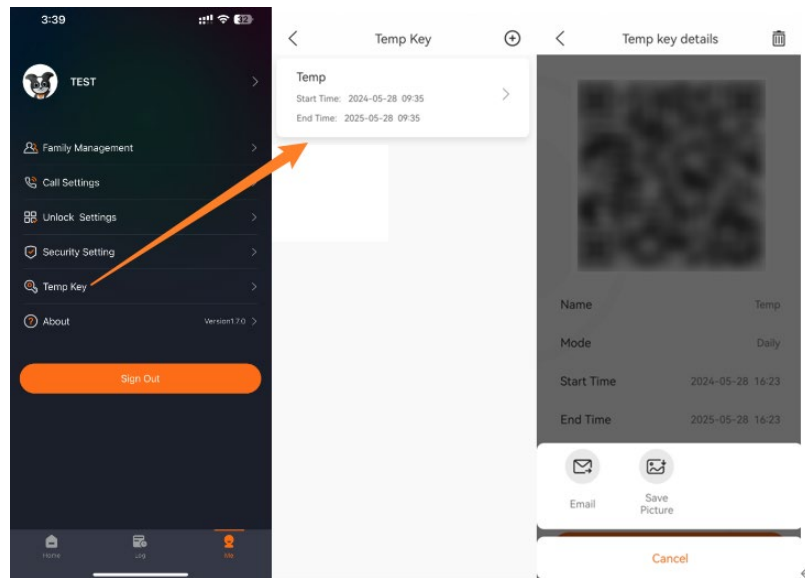 3:39
32
TEST
Family Management
Call Settings
Unlock Settings
Security Setting
Temp Key
About
Version1.7.0
Sign Out
Home
Log
Me
Temp Key
Temp
Start Time: 2024-05-28 09:35
End Time: 2025-05-28 09:35
Temp key details
Name Temp
Mode Daily
Start Time 2024-05-28 16:23
End Time 2025-05-28 16:23
Email
Save
Picture
Cancel